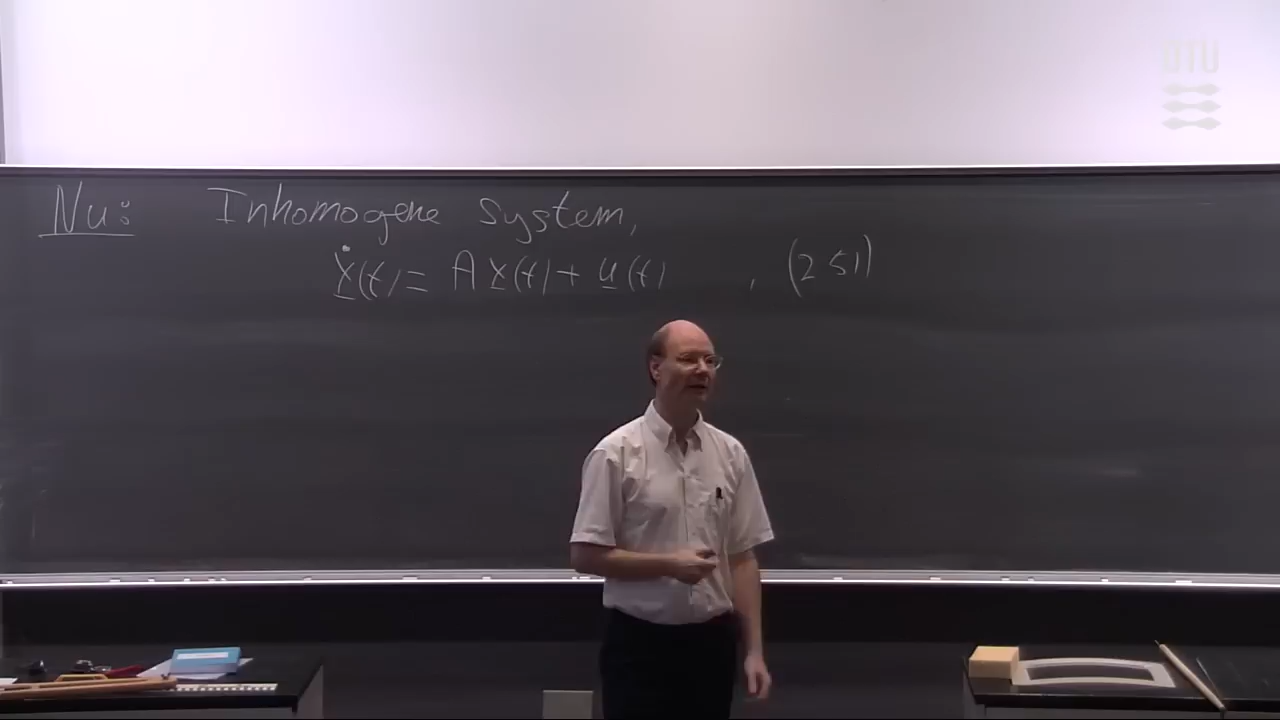 Nu: Inhomogene system,
ẋ(t) = A x(t) + u(t) , (2.51)
DTU